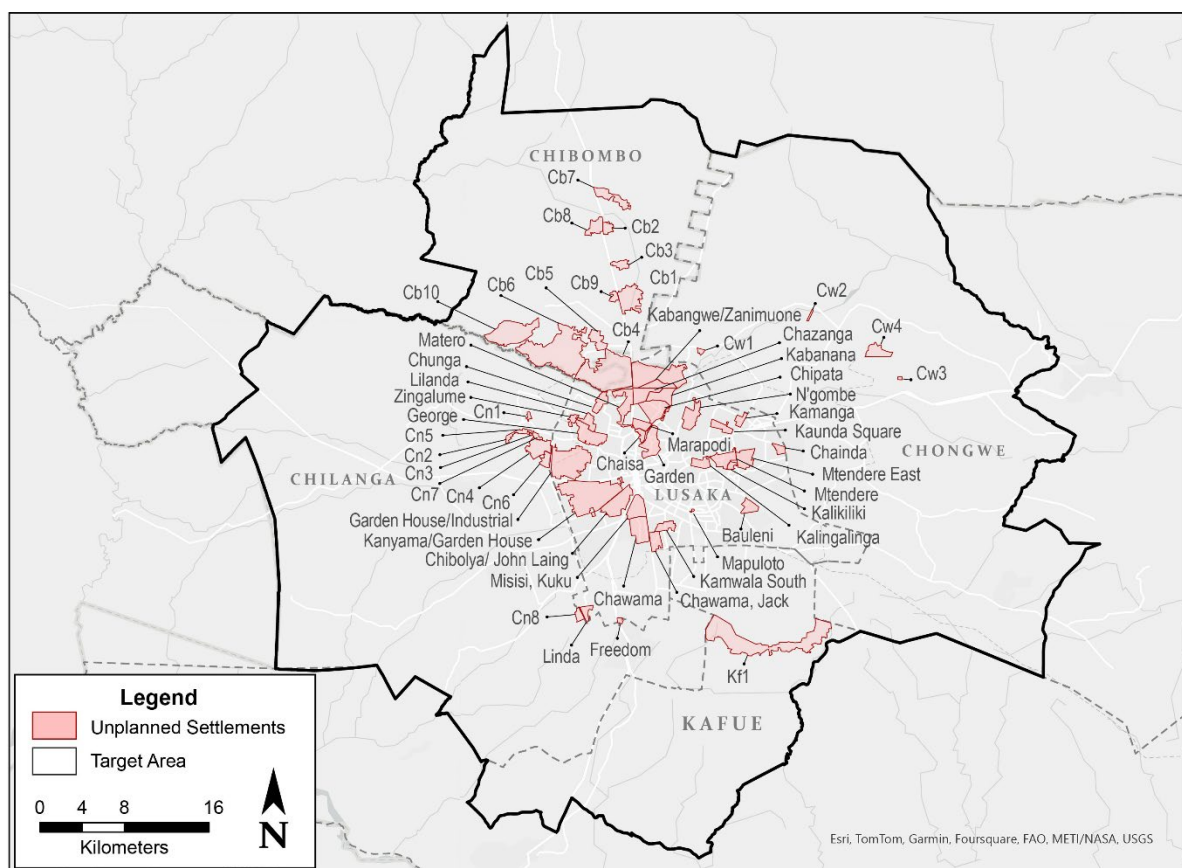 CHIBOMBO
Cb7
Cb8
Cb2
Cb3
Cb5
Cb1
Cb6
Cb9
Cb10
Kabangwe/Zanimuone
Cw2
Cb4
Chazanga
Cw4
Matero
Cw1
Kabanana
Chunga
Chipata
Cw3
Lilanda
N'gombe
Zingalume
Kamanga
George
Cn1
Kaunda Square
Cn5
Marapodi
Chainda
CHONGWE
Cn2
Chaisa
Garden
Mtendere East
Cn3
CHILANGA
Cn7
Cn4
Cn6
LUSAKA
Mtendere
Kalikiliki
Garden House/Industrial
Bauleni
Kalingalinga
Kanyama/Garden House
Chibolya/ John Laing
Mapuloto
Misisi, Kuku
Kamwala South
Chawama
Chawama, Jack
Cn8
Linda
Freedom
Kf1
KAFUE
Legend
Unplanned Settlements
Target Area
0 4 8 16
Kilometers
N
Esri, TomTom, Garmin, Foursquare, FAO, METI/NASA, USGS